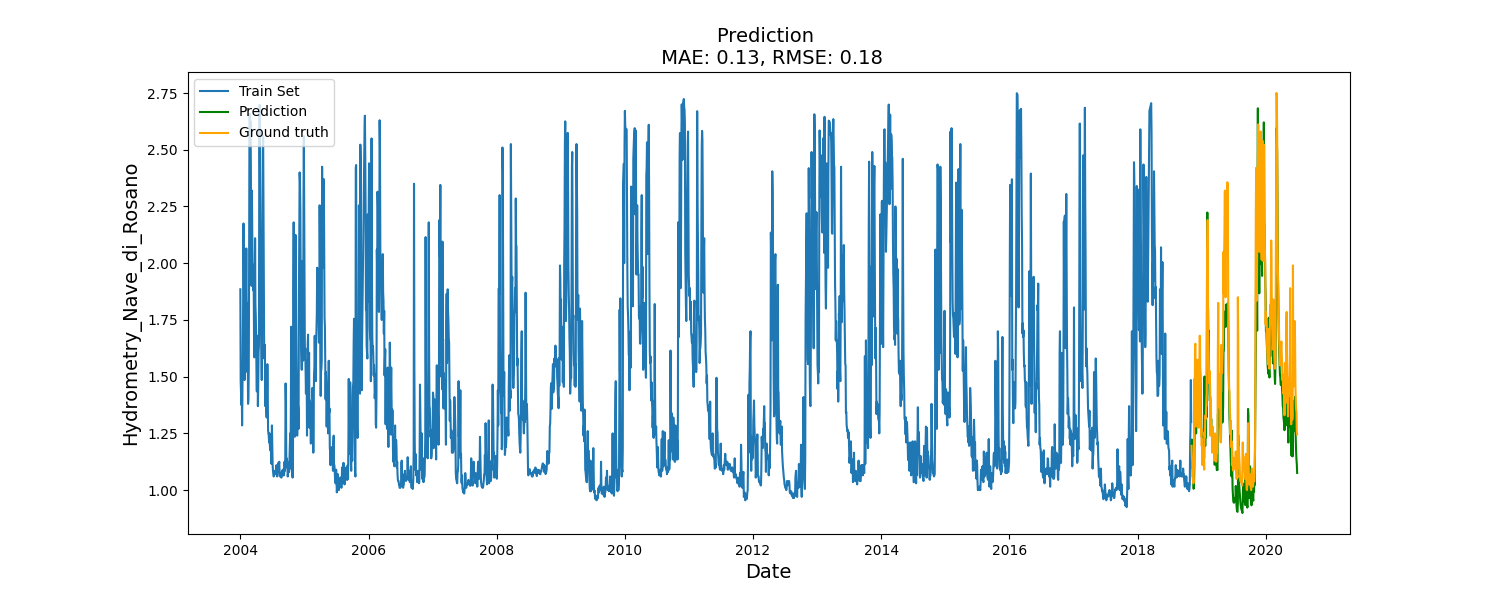 Prediction
MAE: 0.13, RMSE: 0.18
Train Set
Prediction
Ground truth
Hydrometry_Nave_di_Rosano
2.75
2.50
2.25
2.00
1.75
1.50
1.25
1.00
2004 2006 2008 2010 2012 2014 2016 2018 2020
Date